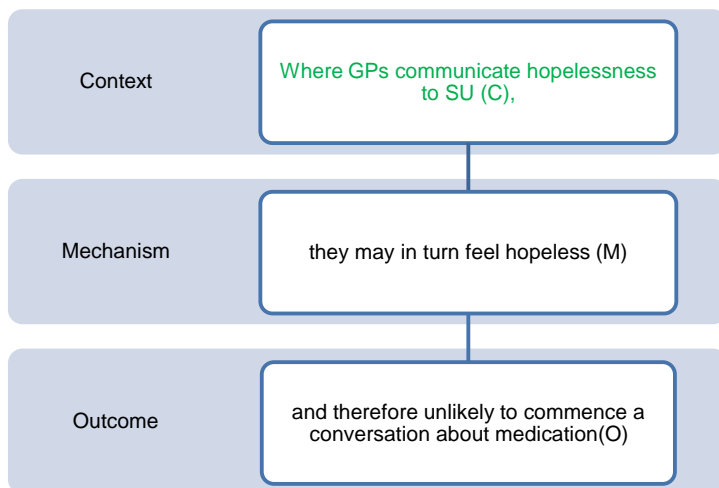 Context
Where GPs communicate hopelessness
to SU (C),
Mechanism
they may in turn feel hopeless (M)
Outcome
and therefore unlikely to commence a
conversation about medication(O)